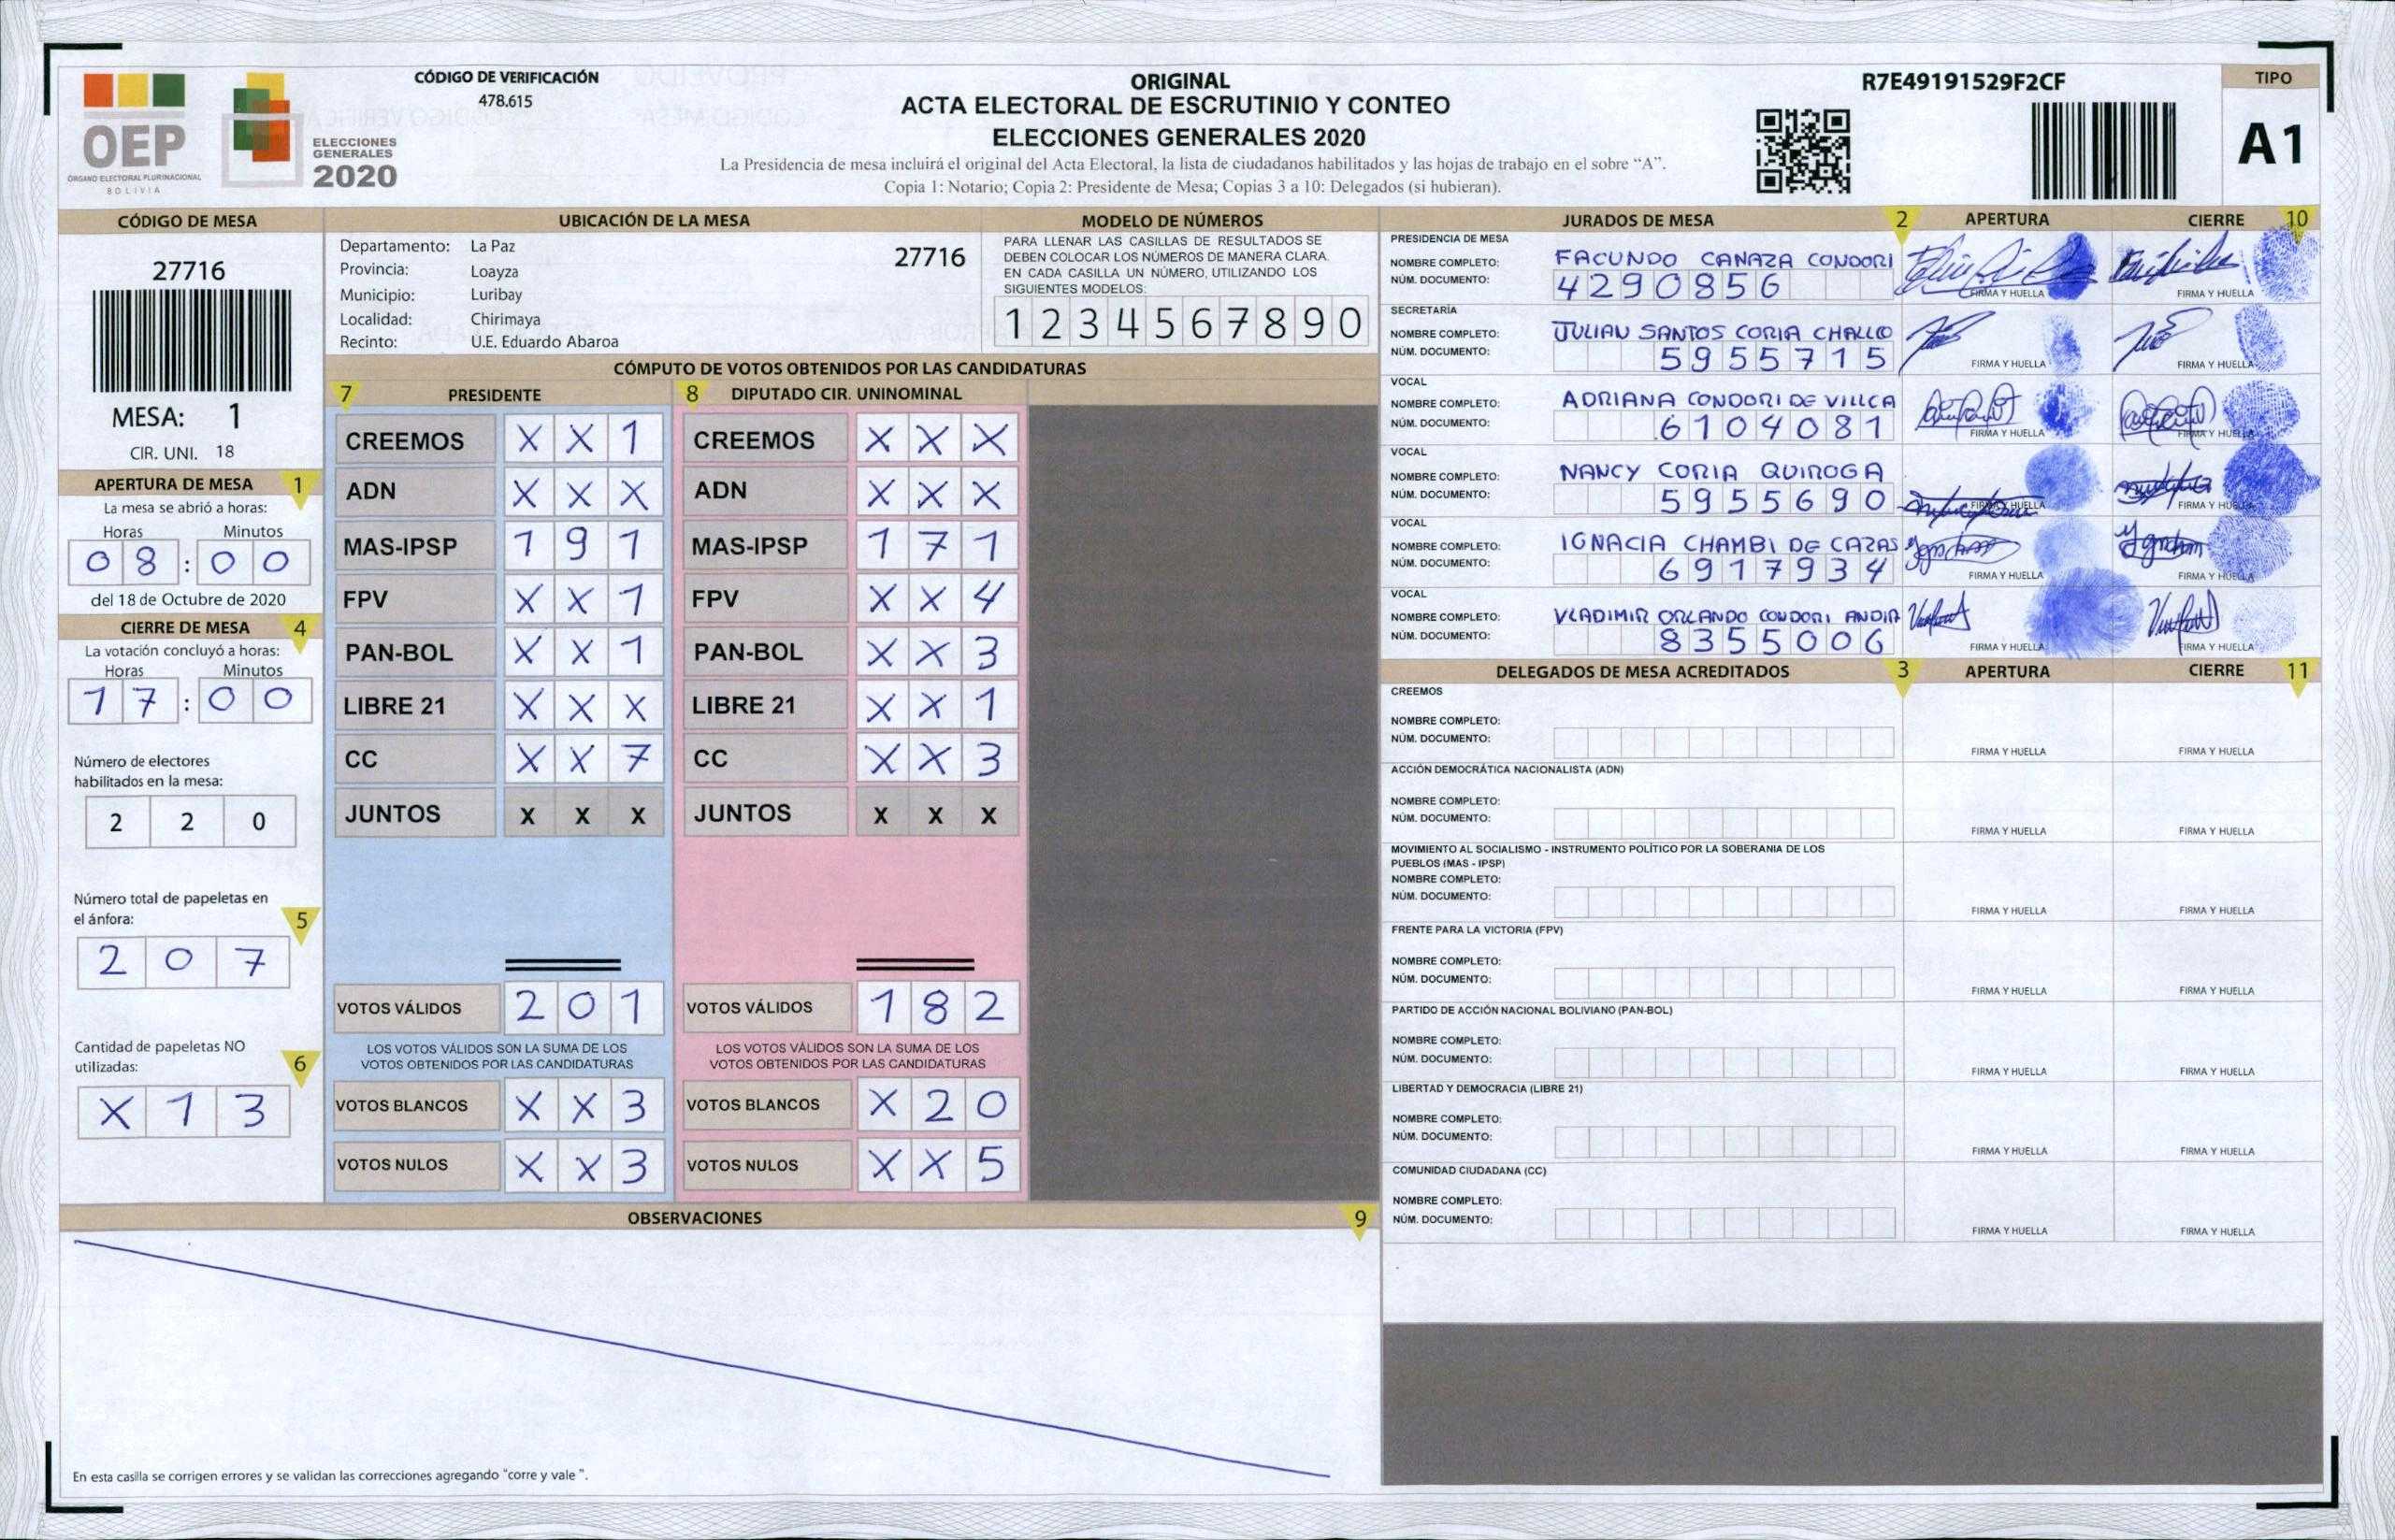 OEP
ÓRGANO ELECTORAL PLURINACIONAL
BOLIVIA
ELECCIONES
GENERALES
2020
CÓDIGO DE VERIFICACIÓN
478.615
ORIGINAL
ACTA ELECTORAL DE ESCRUTINIO Y CONTEO
ELECCIONES GENERALES 2020
La Presidencia de mesa incluirá el original del Acta Electoral, la lista de ciudadanos habilitados y las hojas de trabajo en el sobre “A”.
Copia 1: Notario; Copia 2: Presidente de Mesa; Copias 3 a 10: Delegados (si hubieran).
R7E49191529F2CF
TIPO
A1
CÓDIGO DE MESA
27716
MESA: 1
CIR. UNI. 18
APERTURA DE MESA 1
La mesa se abrió a horas:
Horas Minutos
0 8 : 0 0
del 18 de Octubre de 2020
CIERRE DE MESA 4
La votación concluyó a horas:
Horas Minutos
1 7 : 0 0
Número de electores
habilitados en la mesa:
2 2 0
Número total de papeletas en
el ánfora: 5
2 0 7
Cantidad de papeletas NO
utilizadas: 6
X 1 3
UBICACIÓN DE LA MESA
Departamento: La Paz 27716
Provincia: Loayza
Municipio: Luribay
Localidad: Chirimaya
Recinto: U.E. Eduardo Abaroa
MODELO DE NÚMEROS
PARA LLENAR LAS CASILLAS DE RESULTADOS SE
DEBEN COLOCAR LOS NÚMEROS DE MANERA CLARA.
EN CADA CASILLA UN NÚMERO, UTILIZANDO LOS
SIGUIENTES MODELOS:
1 2 3 4 5 6 7 8 9 0
CÓMPUTO DE VOTOS OBTENIDOS POR LAS CANDIDATURAS
7 PRESIDENTE
CREEMOS X X 1
ADN X X X
MAS-IPSP 1 9 1
FPV X X 1
PAN-BOL X X 1
LIBRE 21 X X X
CC X X 7
JUNTOS X X X
VOTOS VÁLIDOS 2 0 1
LOS VOTOS VÁLIDOS SON LA SUMA DE LOS
VOTOS OBTENIDOS POR LAS CANDIDATURAS
VOTOS BLANCOS X X 3
VOTOS NULOS X X 3
8 DIPUTADO CIR. UNINOMINAL
CREEMOS X X X
ADN X X X
MAS-IPSP 1 7 1
FPV X X 4
PAN-BOL X X 3
LIBRE 21 X X 1
CC X X 3
JUNTOS X X X
VOTOS VÁLIDOS 1 8 2
LOS VOTOS VÁLIDOS SON LA SUMA DE LOS
VOTOS OBTENIDOS POR LAS CANDIDATURAS
VOTOS BLANCOS X 2 0
VOTOS NULOS X X 5
OBSERVACIONES 9
En esta casilla se corrigen errores y se validan las correcciones agregando “corre y vale ”.
JURADOS DE MESA 2 APERTURA CIERRE 10
PRESIDENCIA DE MESA
NOMBRE COMPLETO: FACUNDO CANAZA CONDORI
NÚM. DOCUMENTO: 4290856
FIRMA Y HUELLA FIRMA Y HUELLA
SECRETARÍA
NOMBRE COMPLETO: JULIAN SANTOS CORIA CHALLCO
NÚM. DOCUMENTO: 5955715
FIRMA Y HUELLA FIRMA Y HUELLA
VOCAL
NOMBRE COMPLETO: ADRIANA CONDORI DE VILLCA
NÚM. DOCUMENTO: 6104081
FIRMA Y HUELLA FIRMA Y HUELLA
VOCAL
NOMBRE COMPLETO: NANCY CORIA QUIROGA
NÚM. DOCUMENTO: 5955690
FIRMA Y HUELLA FIRMA Y HUELLA
VOCAL
NOMBRE COMPLETO: IGNACIA CHAMBI DE CAZAS
NÚM. DOCUMENTO: 6917934
FIRMA Y HUELLA FIRMA Y HUELLA
VOCAL
NOMBRE COMPLETO: VLADIMIR ORLANDO CONDORI ANDIA
NÚM. DOCUMENTO: 8355006
FIRMA Y HUELLA FIRMA Y HUELLA
DELEGADOS DE MESA ACREDITADOS 3 APERTURA CIERRE 11
CREEMOS
NOMBRE COMPLETO:
NÚM. DOCUMENTO:
FIRMA Y HUELLA FIRMA Y HUELLA
ACCIÓN DEMOCRÁTICA NACIONALISTA (ADN)
NOMBRE COMPLETO:
NÚM. DOCUMENTO:
FIRMA Y HUELLA FIRMA Y HUELLA
MOVIMIENTO AL SOCIALISMO - INSTRUMENTO POLÍTICO POR LA SOBERANIA DE LOS
PUEBLOS (MAS - IPSP)
NOMBRE COMPLETO:
NÚM. DOCUMENTO:
FIRMA Y HUELLA FIRMA Y HUELLA
FRENTE PARA LA VICTORIA (FPV)
NOMBRE COMPLETO:
NÚM. DOCUMENTO:
FIRMA Y HUELLA FIRMA Y HUELLA
PARTIDO DE ACCIÓN NACIONAL BOLIVIANO (PAN-BOL)
NOMBRE COMPLETO:
NÚM. DOCUMENTO:
FIRMA Y HUELLA FIRMA Y HUELLA
LIBERTAD Y DEMOCRACIA (LIBRE 21)
NOMBRE COMPLETO:
NÚM. DOCUMENTO:
FIRMA Y HUELLA FIRMA Y HUELLA
COMUNIDAD CIUDADANA (CC)
NOMBRE COMPLETO:
NÚM. DOCUMENTO:
FIRMA Y HUELLA FIRMA Y HUELLA